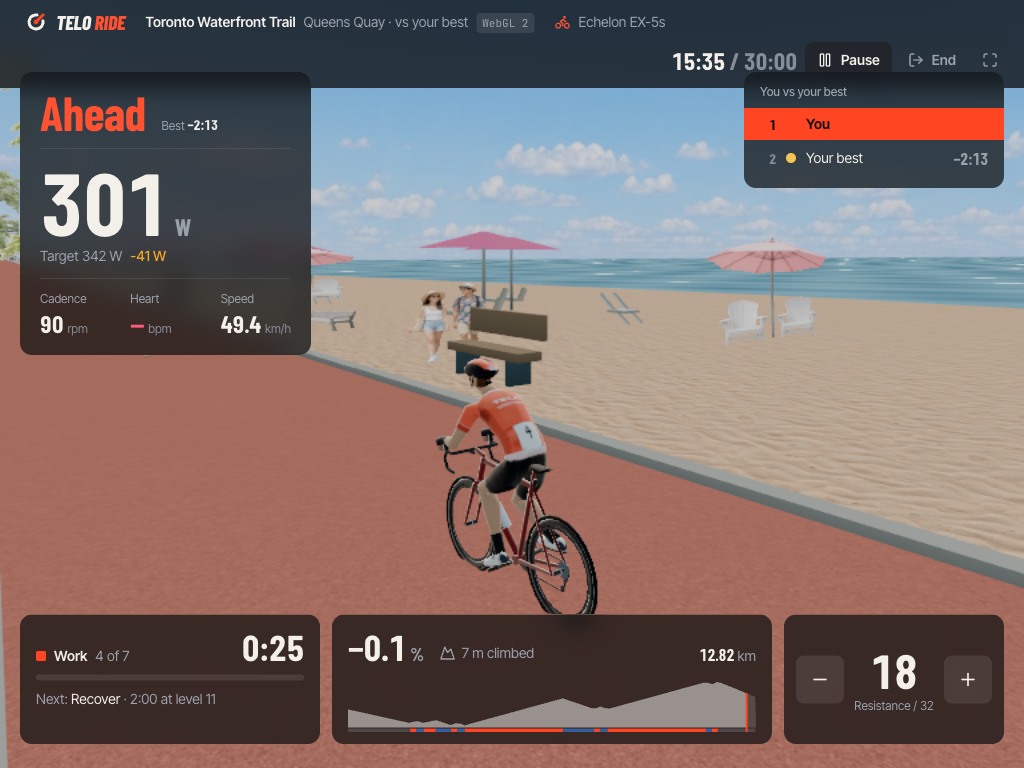 TELO RIDE Toronto Waterfront Trail Queens Quay · vs your best WebGL 2 Echelon EX-5s
15:35 / 30:00 Pause End
Ahead Best −2:13
301 W
Target 342 W -41 W
Cadence Heart Speed
90 rpm – bpm 49.4 km/h
You vs your best
1 You
2 Your best −2:13
Work 4 of 7 0:25
Next: Recover · 2:00 at level 11
−0.1 % 7 m climbed 12.82 km
− 18 +
Resistance / 32